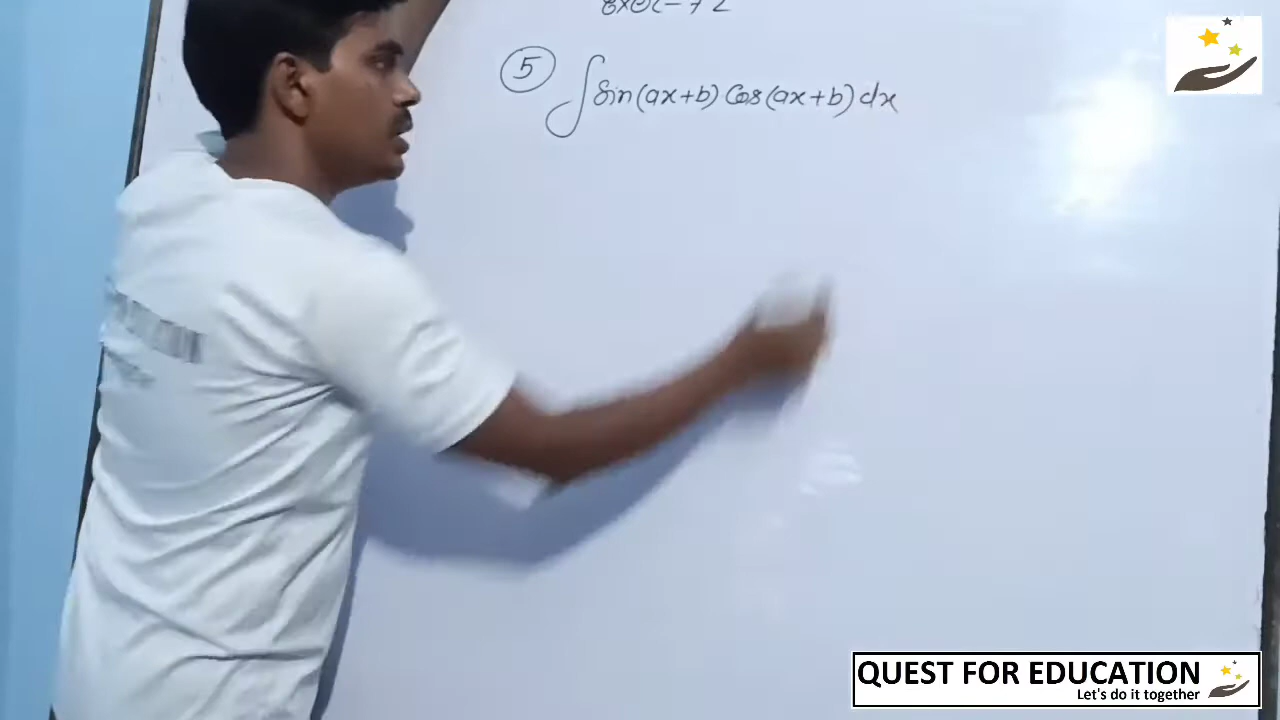 5 ∫ sin(ax+b) Cos(ax+b) dx
QUEST FOR EDUCATION
Let's do it together